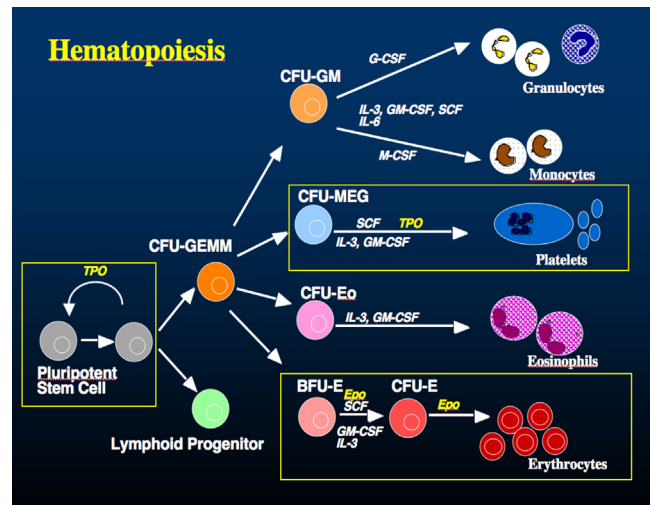 Hematopoiesis
G-CSF
Granulocytes
CFU-GM
IL-3, GM-CSF, SCF
IL-6
M-CSF
Monocytes
CFU-MEG
SCF TPO
IL-3, GM-CSF
Platelets
CFU-GEMM
TPO
CFU-Eo
IL-3, GM-CSF
Eosinophils
Pluripotent
Stem Cell
Lymphoid Progenitor
BFU-E
Epo
SCF
GM-CSF
IL-3
CFU-E
Epo
Erythrocytes